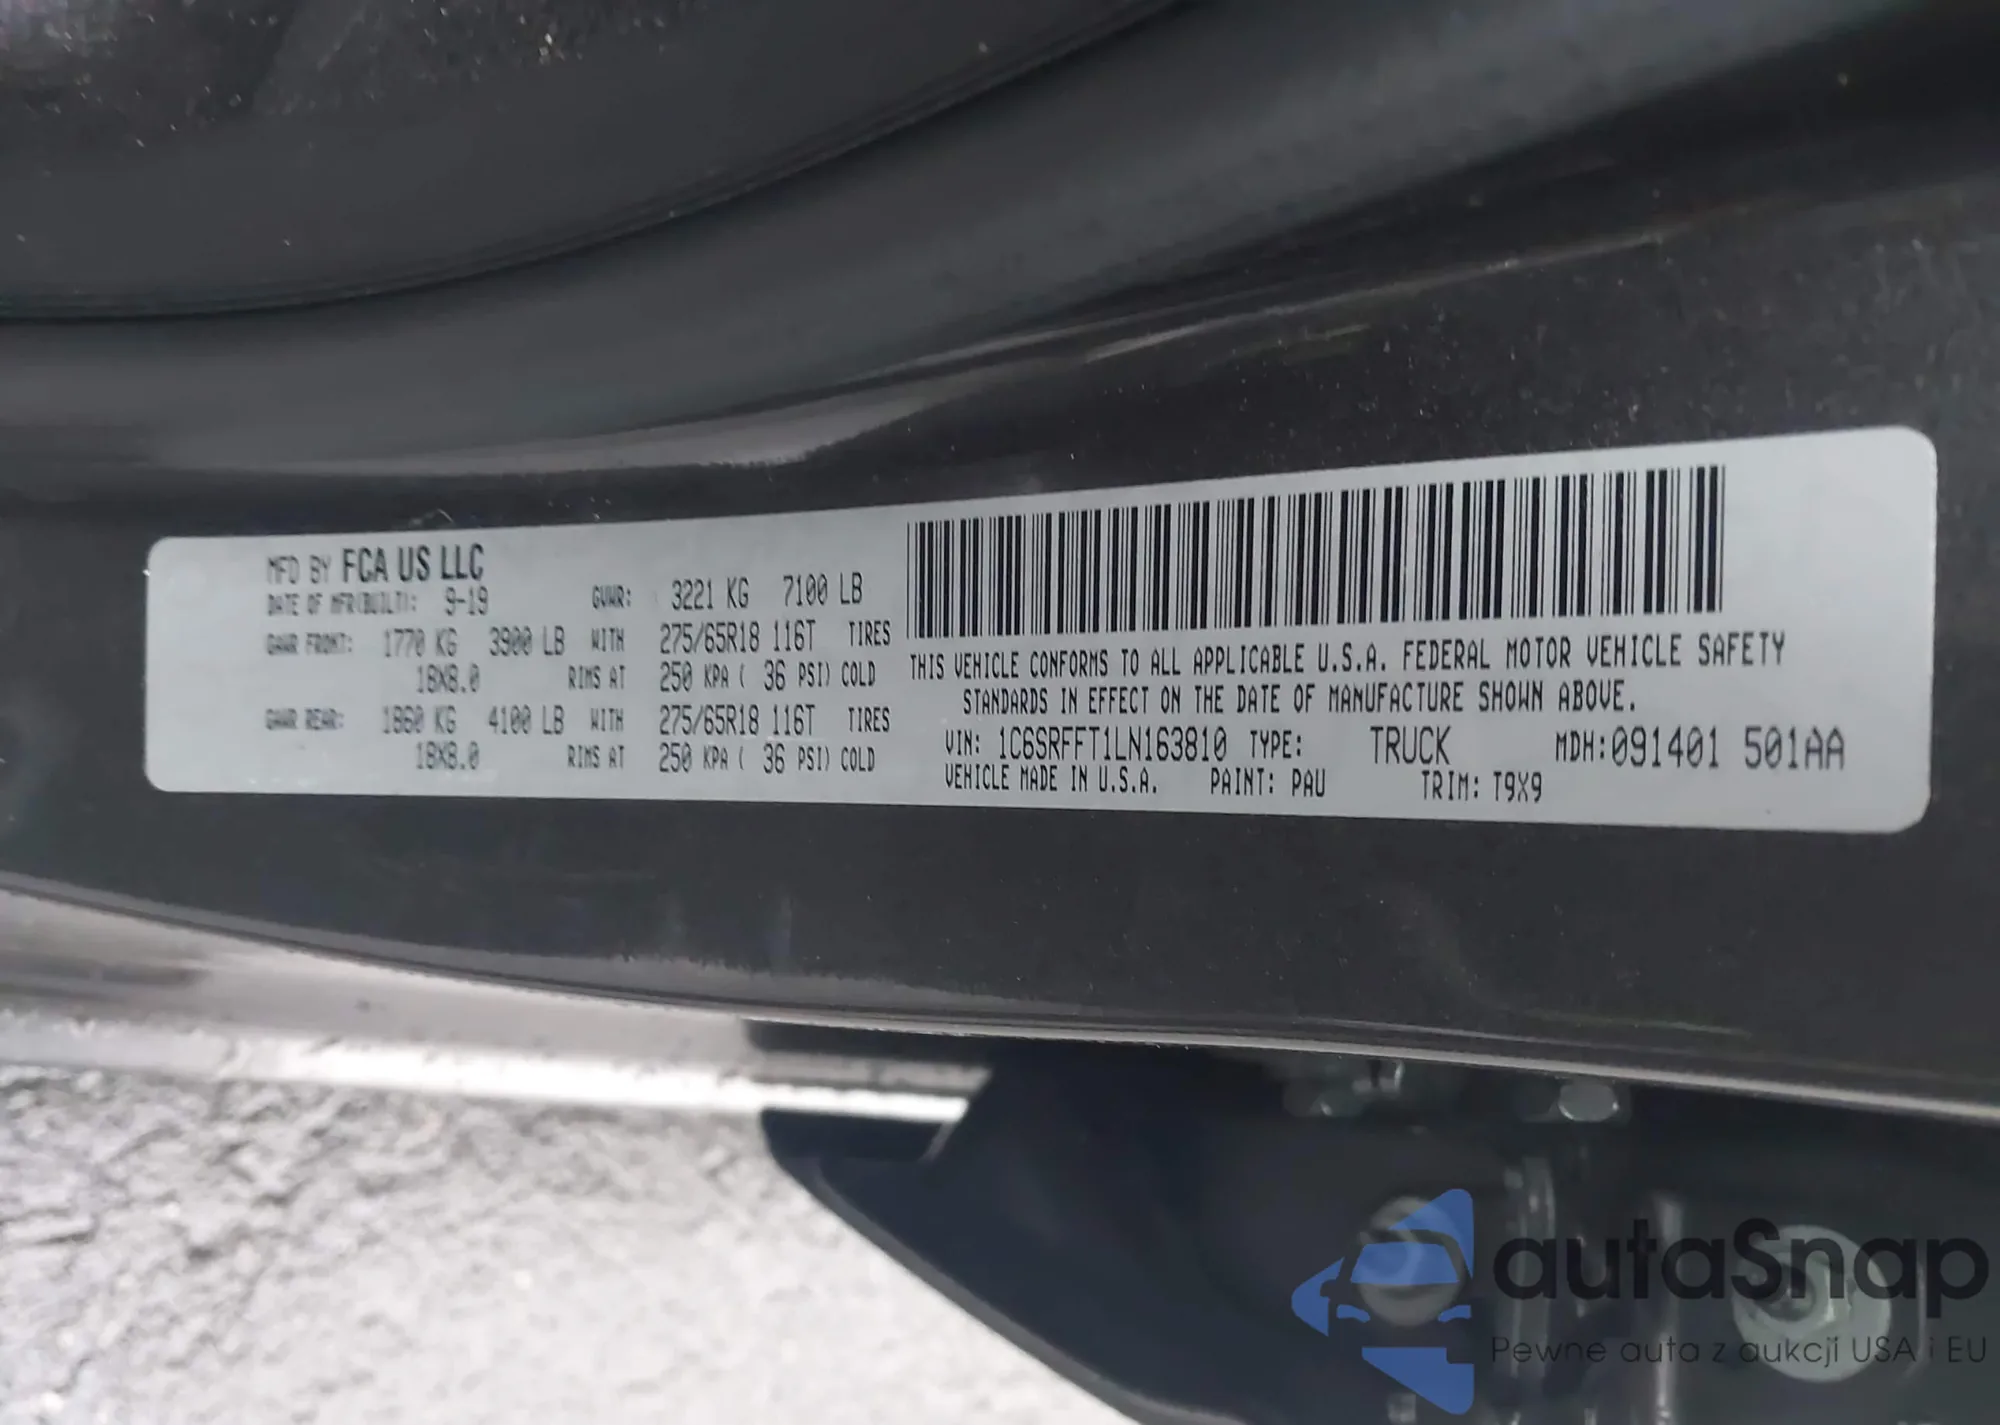 MFD BY FCA US LLC
DATE OF MFR(BUILT): 9-19 GVWR: 3221 KG 7100 LB
GAWR FRONT: 1770 KG 3900 LB WITH 275/65R18 116T TIRES
18X8.0 RIMS AT 250 KPA ( 36 PSI) COLD
GAWR REAR: 1860 KG 4100 LB WITH 275/65R18 116T TIRES
18X8.0 RIMS AT 250 KPA ( 36 PSI) COLD
THIS VEHICLE CONFORMS TO ALL APPLICABLE U.S.A. FEDERAL MOTOR VEHICLE SAFETY
STANDARDS IN EFFECT ON THE DATE OF MANUFACTURE SHOWN ABOVE.
VIN: 1C6SRFFT1LN163810 TYPE: TRUCK MDH:091401 501AA
VEHICLE MADE IN U.S.A. PAINT: PAU TRIM: T9X9
autaSnap
Pewne auta z aukcji USA i EU